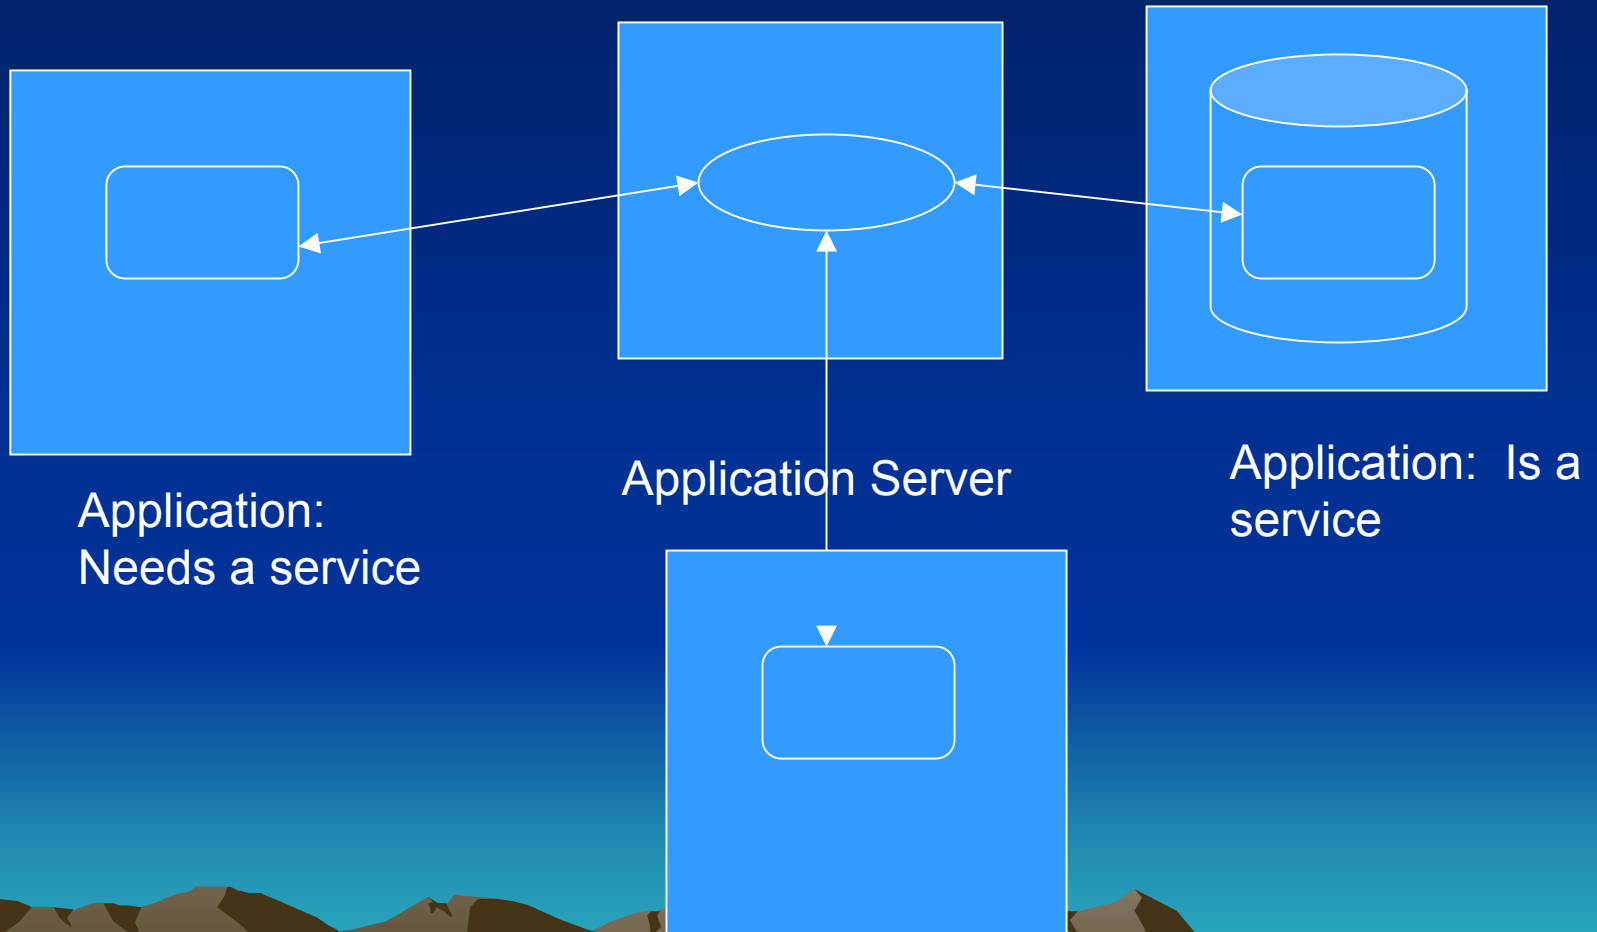 Application:
Needs a service
Application Server
Application:  Is a
service